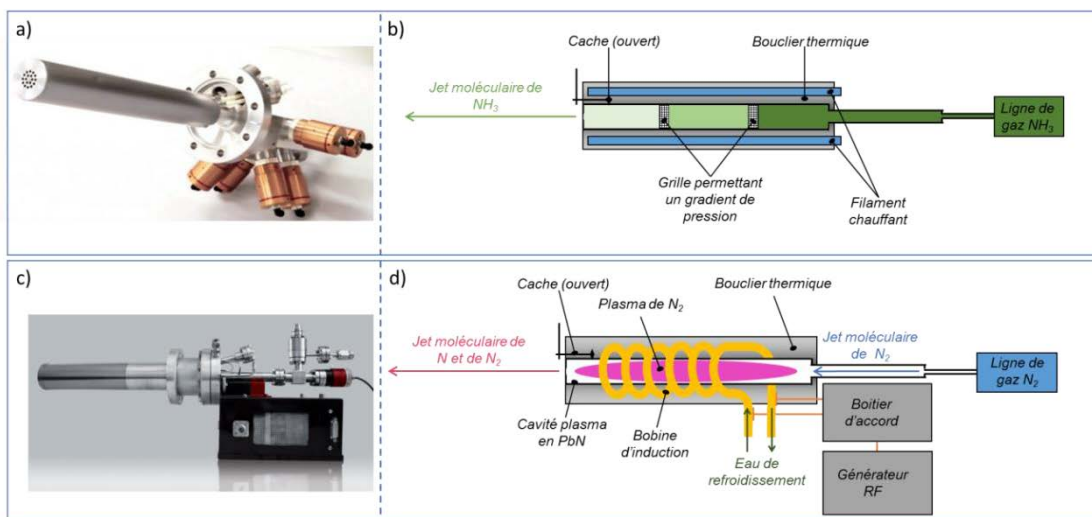 a)
b)
Cache (ouvert)
Bouclier thermique
Jet moléculaire de
NH₃
Ligne de
gaz NH₃
Grille permettant
un gradient de
pression
Filament
chauffant
c)
d)
Cache (ouvert)
Bouclier thermique
Plasma de N₂
Jet moléculaire de
N et de N₂
Jet moléculaire
de N₂
Ligne de
gaz N₂
Cavité plasma
en PbN
Bobine
d'induction
Boitier
d'accord
Eau de
refroidissement
Générateur
RF